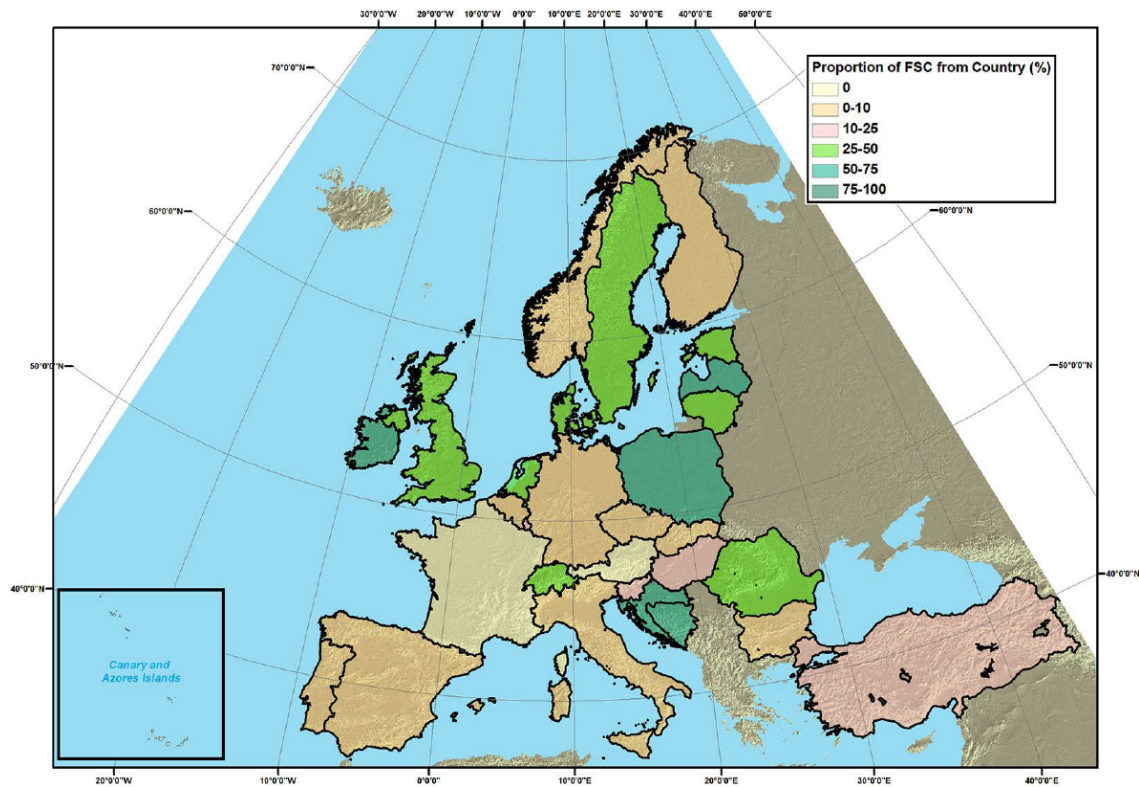 30°0'0"W 20°0'0"W 10°0'0"W 0°0'0" 10°0'0"E 20°0'0"E 30°0'0"E 40°0'0"E 50°0'0"E
70°0'0"N
Proportion of FSC from Country (%)
0
0-10
10-25
25-50
50-75
75-100
60°0'0"N
60°0'0"N
50°0'0"N
50°0'0"N
40°0'0"N
40°0'0"N
Canary and
Azores Islands
20°0'0"W 10°0'0"W 0°0'0" 10°0'0"E 20°0'0"E 30°0'0"E 40°0'0"E